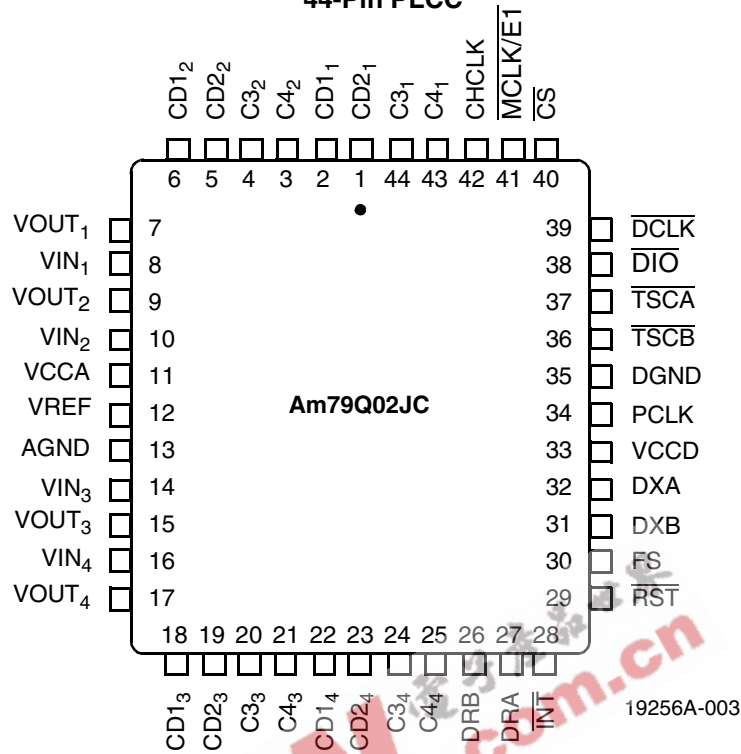 44-Pin PLCC
CD1₂ CD2₂ C3₂ C4₂ CD1₁ CD2₁ C3₁ C4₁ CHCLK MCLK/E1 CS
6 5 4 3 2 1 44 43 42 41 40
VOUT₁ 7 39 DCLK
VIN₁ 8 38 DIO
VOUT₂ 9 37 TSCA
VIN₂ 10 36 TSCB
VCCA 11 35 DGND
VREF 12 Am79Q02JC 34 PCLK
AGND 13 33 VCCD
VIN₃ 14 32 DXA
VOUT₃ 15 31 DXB
VIN₄ 16 30 FS
VOUT₄ 17 29 RST
18 19 20 21 22 23 24 25 26 27 28
CD1₃ CD2₃ C3₃ C4₃ CD1₄ CD2₄ C3₄ C4₄ DRB DRA INT
19256A-003
.com.cn